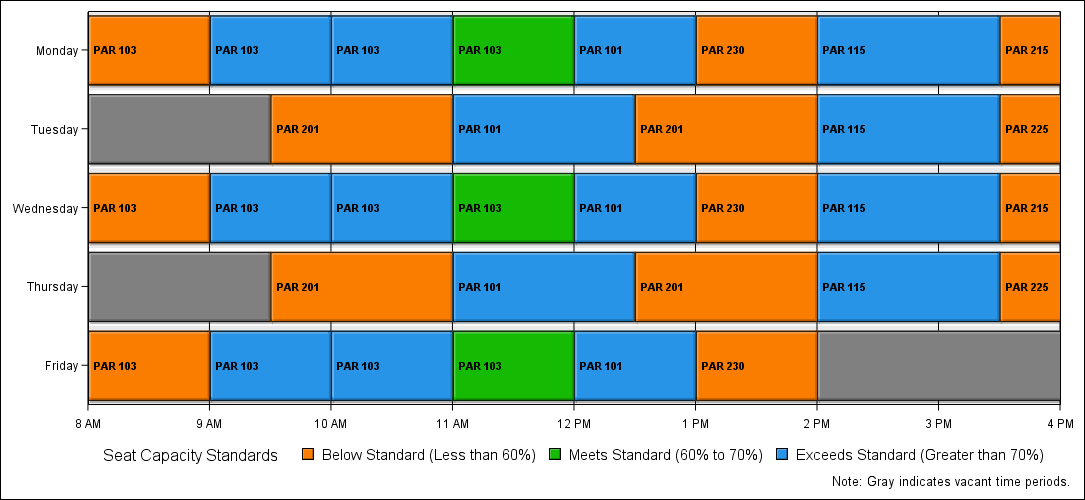 Monday PAR 103 PAR 103 PAR 103 PAR 103 PAR 101 PAR 230 PAR 115 PAR 215
Tuesday PAR 201 PAR 101 PAR 201 PAR 115 PAR 225
Wednesday PAR 103 PAR 103 PAR 103 PAR 103 PAR 101 PAR 230 PAR 115 PAR 215
Thursday PAR 201 PAR 101 PAR 201 PAR 115 PAR 225
Friday PAR 103 PAR 103 PAR 103 PAR 103 PAR 101 PAR 230
8 AM 9 AM 10 AM 11 AM 12 PM 1 PM 2 PM 3 PM 4 PM
Seat Capacity Standards Below Standard (Less than 60%) Meets Standard (60% to 70%) Exceeds Standard (Greater than 70%)
Note: Gray indicates vacant time periods.